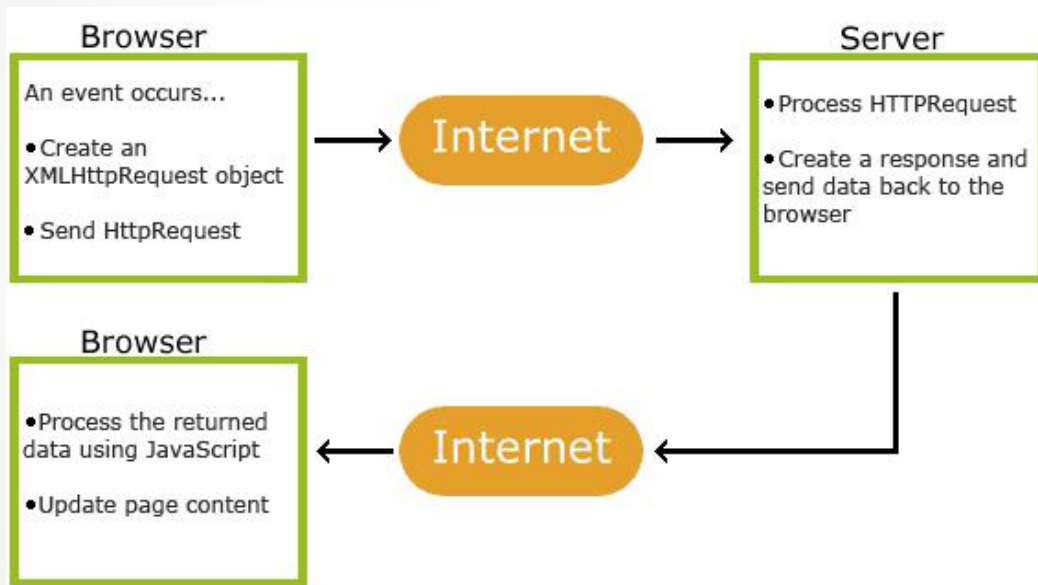 Browser
An event occurs...
•Create an
XMLHttpRequest object
• Send HttpRequest
Internet
Server
•Process HTTPRequest
•Create a response and
send data back to the
browser
Browser
•Process the returned
data using JavaScript
•Update page content
Internet